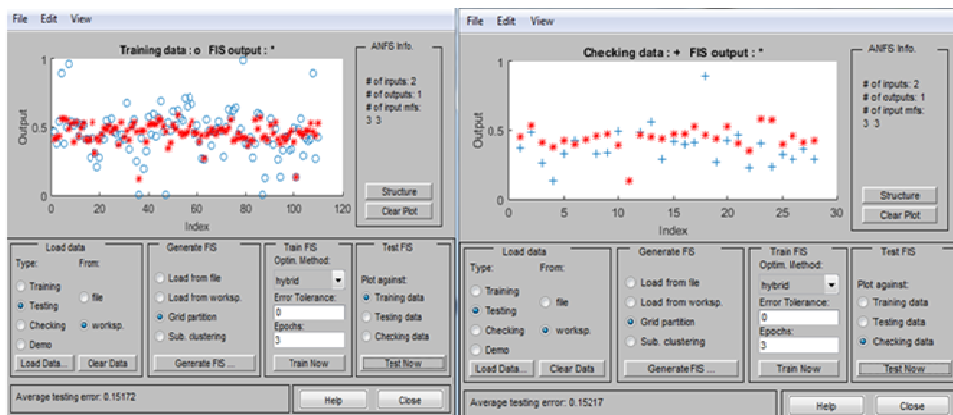 File Edit View
Training data : o FIS output : *
Output
1
0.5
0
0 20 40 60 80 100 120
Index
ANFIS Info.
# of inputs: 2
# of outputs: 1
# of input mfs:
3 3
Structure
Clear Plot
Load data
Type: From:
Training
Testing
Checking
Demo
file
worksp.
Load Data... Clear Data
Generate FIS
Load from file
Load from worksp.
Grid partition
Sub. clustering
Generate FIS ...
Train FIS
Optim. Method:
hybrid
Error Tolerance:
0
Epochs:
3
Train Now
Test FIS
Plot against:
Training data
Testing data
Checking data
Test Now
Average testing error: 0.15172
Help Close
File Edit View
Checking data : + FIS output : *
Output
1
0.5
0
0 5 10 15 20 25 30
Index
ANFIS Info.
# of inputs: 2
# of outputs: 1
# of input mfs:
3 3
Structure
Clear Plot
Load data
Type: From:
Training
Testing
Checking
Demo
file
worksp.
Load Data... Clear Data
Generate FIS
Load from file
Load from worksp.
Grid partition
Sub. clustering
Generate FIS ...
Train FIS
Optim. Method:
hybrid
Error Tolerance:
0
Epochs:
3
Train Now
Test FIS
Plot against:
Training data
Testing data
Checking data
Test Now
Average testing error: 0.15217
Help Close